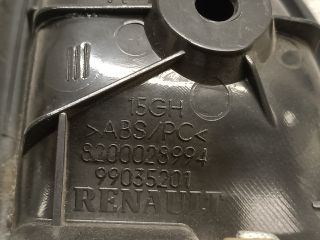 15GH
>ABS/PC<
8200028994
99035201
RENAULT